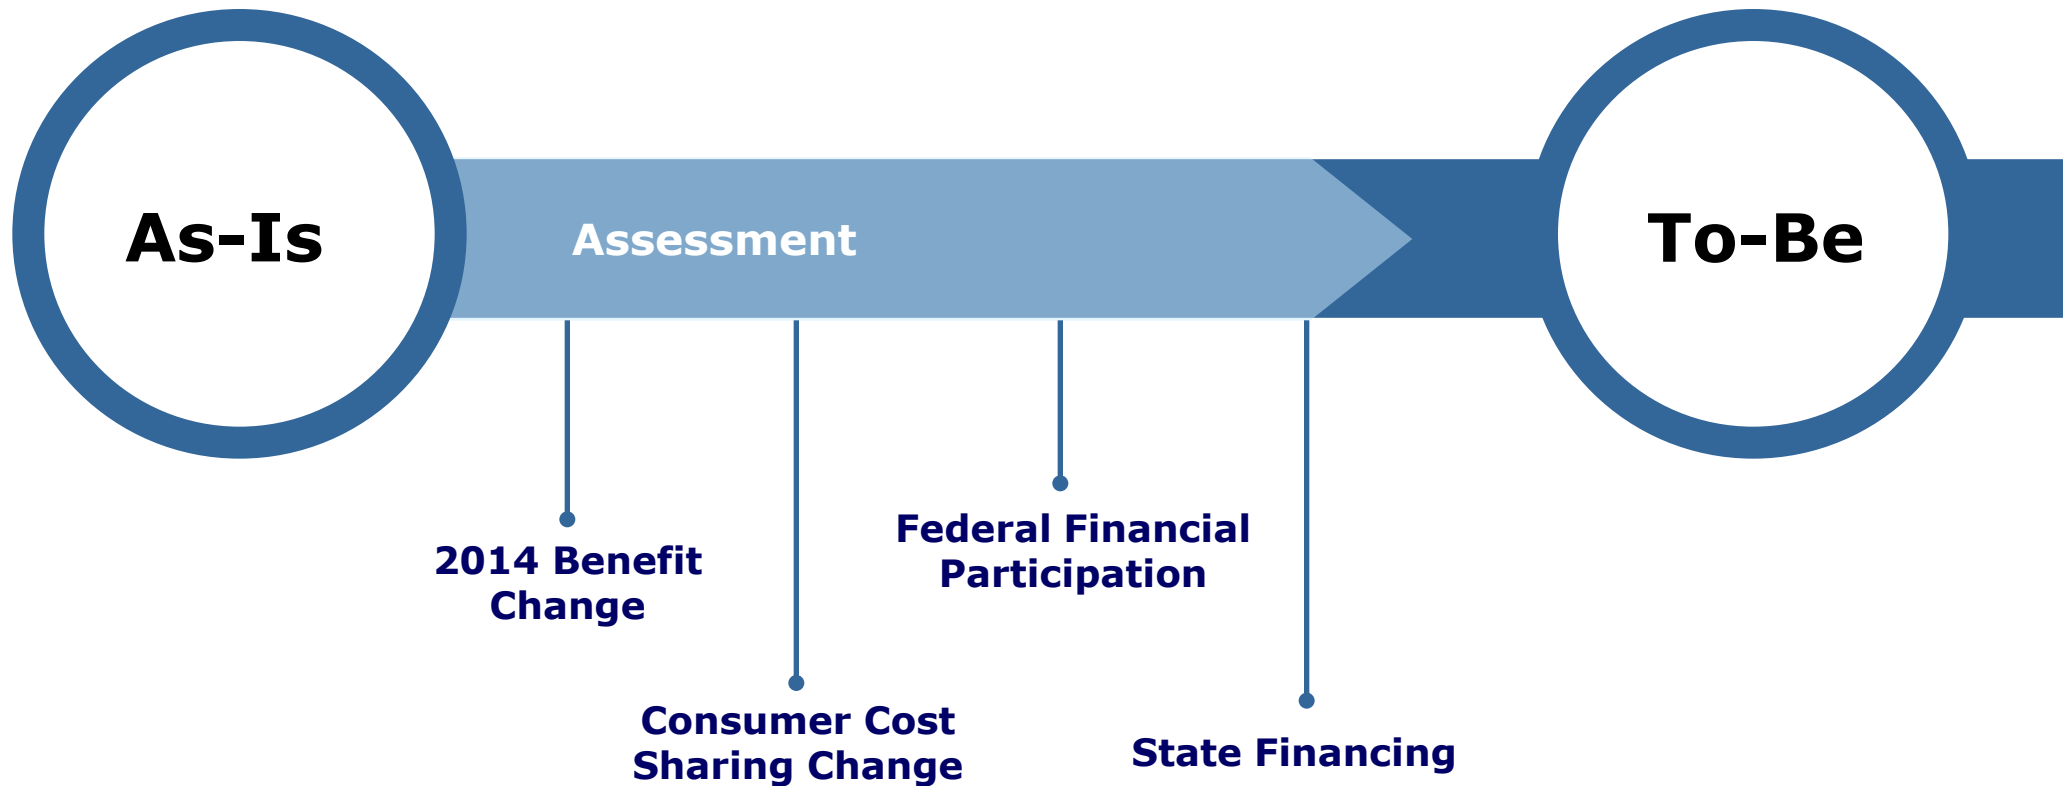 As-Is
Assessment
To-Be
2014 Benefit
Change
Consumer Cost
Sharing Change
Federal Financial
Participation
State Financing